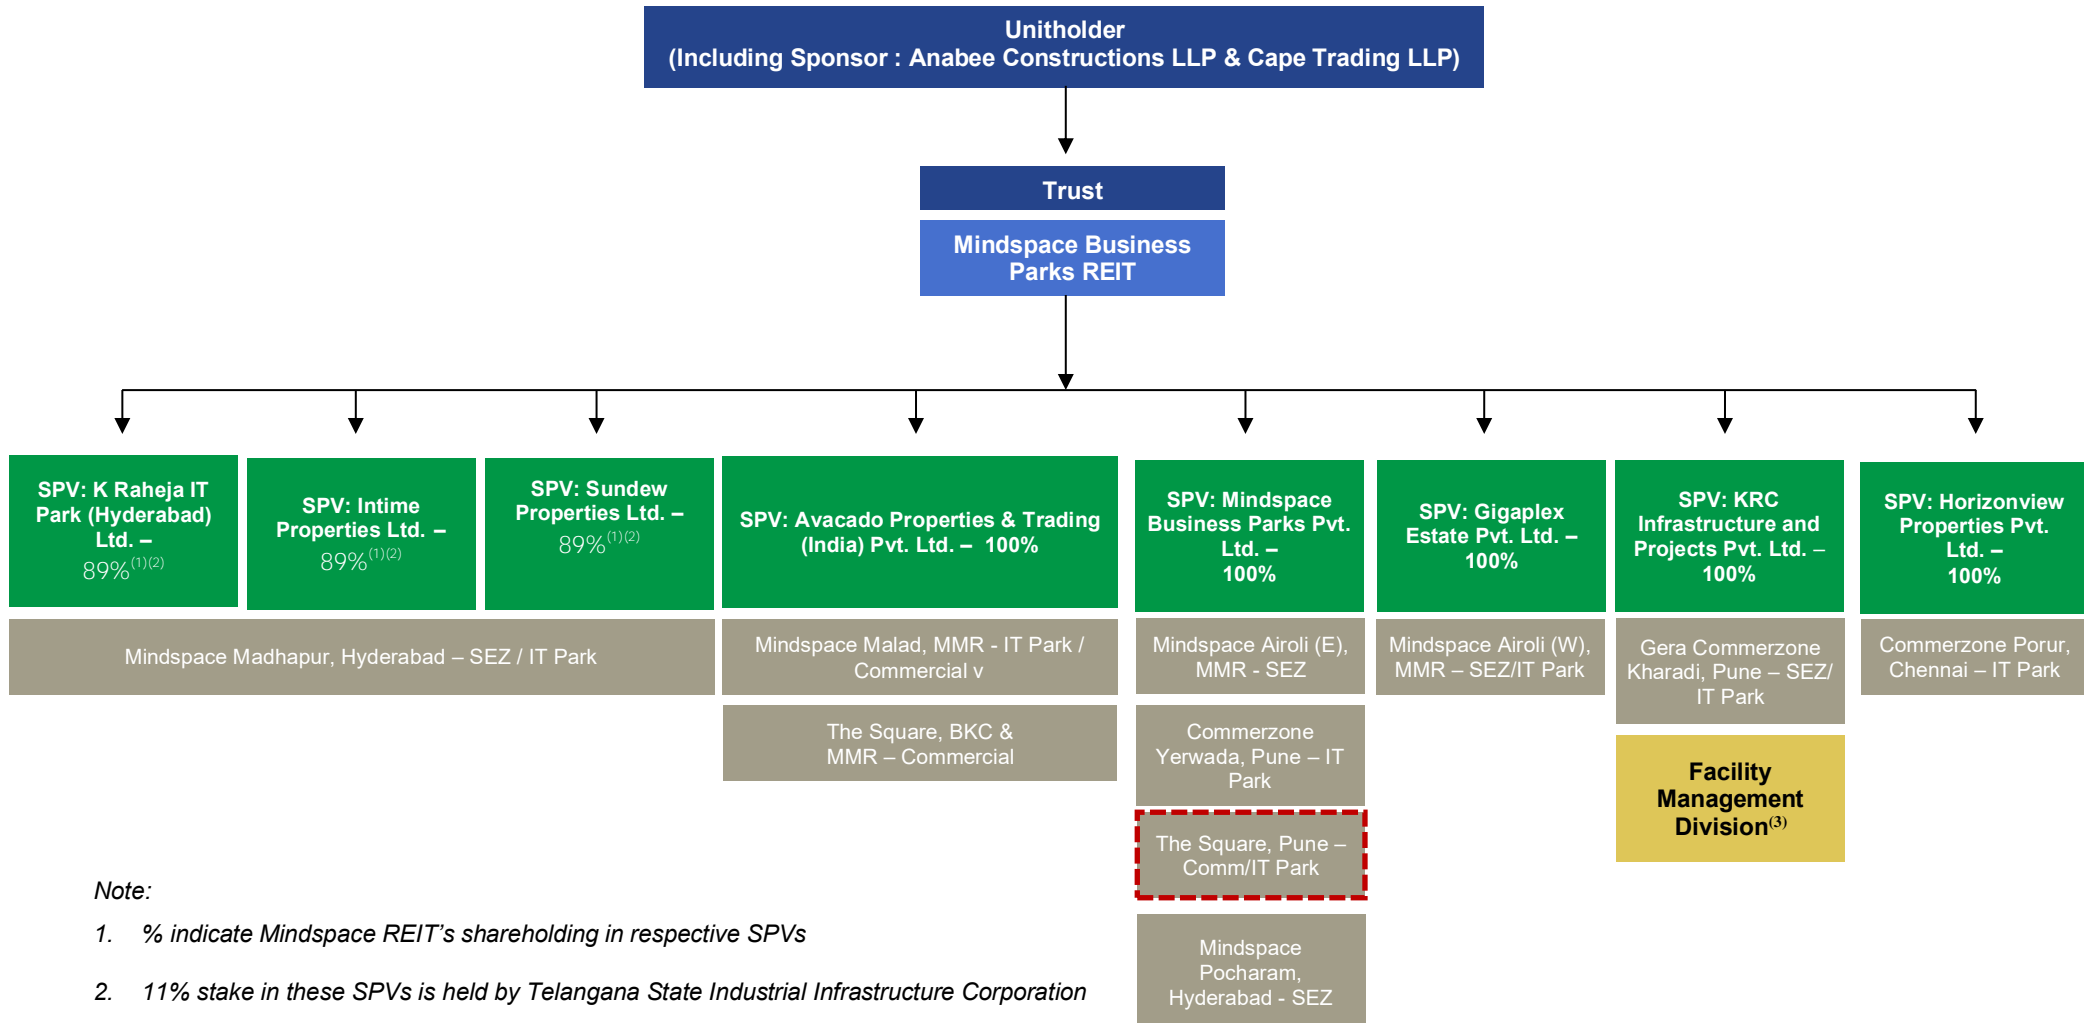 Unitholder
(Including Sponsor : Anabee Constructions LLP & Cape Trading LLP)
Trust
Mindspace Business
Parks REIT
SPV: K Raheja IT
Park (Hyderabad)
Ltd. –
89%(1)(2)
SPV: Intime
Properties Ltd. –
89%(1)(2)
SPV: Sundew
Properties Ltd. –
89%(1)(2)
SPV: Avacado Properties & Trading
(India) Pvt. Ltd. – 100%
SPV: Mindspace
Business Parks Pvt.
Ltd. –
100%
SPV: Gigaplex
Estate Pvt. Ltd. –
100%
SPV: KRC
Infrastructure and
Projects Pvt. Ltd. –
100%
SPV: Horizonview
Properties Pvt.
Ltd. –
100%
Mindspace Madhapur, Hyderabad – SEZ / IT Park
Mindspace Malad, MMR - IT Park /
Commercial v
The Square, BKC &
MMR – Commercial
Mindspace Airoli (E),
MMR - SEZ
Commerzone
Yerwada, Pune – IT
Park
The Square, Pune –
Comm/IT Park
Mindspace
Pocharam,
Hyderabad - SEZ
Mindspace Airoli (W),
MMR – SEZ/IT Park
Gera Commerzone
Kharadi, Pune – SEZ/
IT Park
Facility
Management
Division(3)
Commerzone Porur,
Chennai – IT Park
Note:
1. % indicate Mindspace REIT's shareholding in respective SPVs
2. 11% stake in these SPVs is held by Telangana State Industrial Infrastructure Corporation